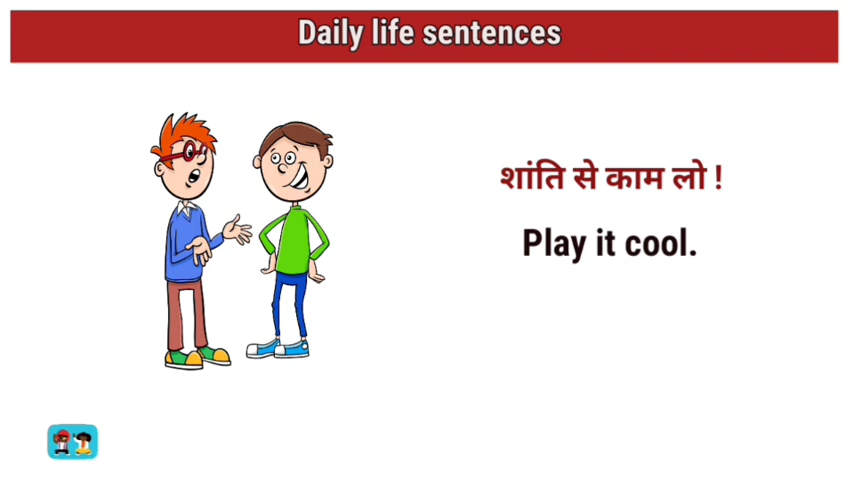 Daily life sentences
शांति से काम लो !
Play it cool.